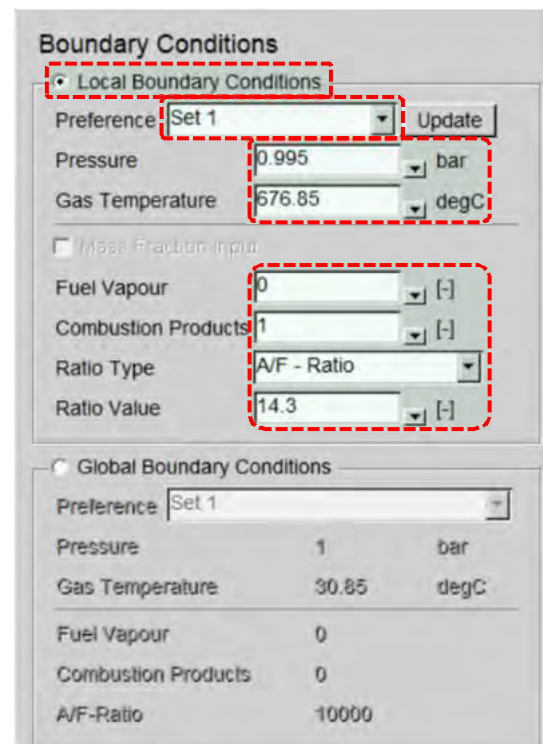 Boundary Conditions
Local Boundary Conditions
Preference Set 1 Update
Pressure 0.995 bar
Gas Temperature 676.85 degC
Mass Fraction Input
Fuel Vapour 0 [-]
Combustion Products 1 [-]
Ratio Type A/F - Ratio
Ratio Value 14.3 [-]
Global Boundary Conditions
Preference Set 1
Pressure 1 bar
Gas Temperature 30.85 degC
Fuel Vapour 0
Combustion Products 0
A/F-Ratio 10000